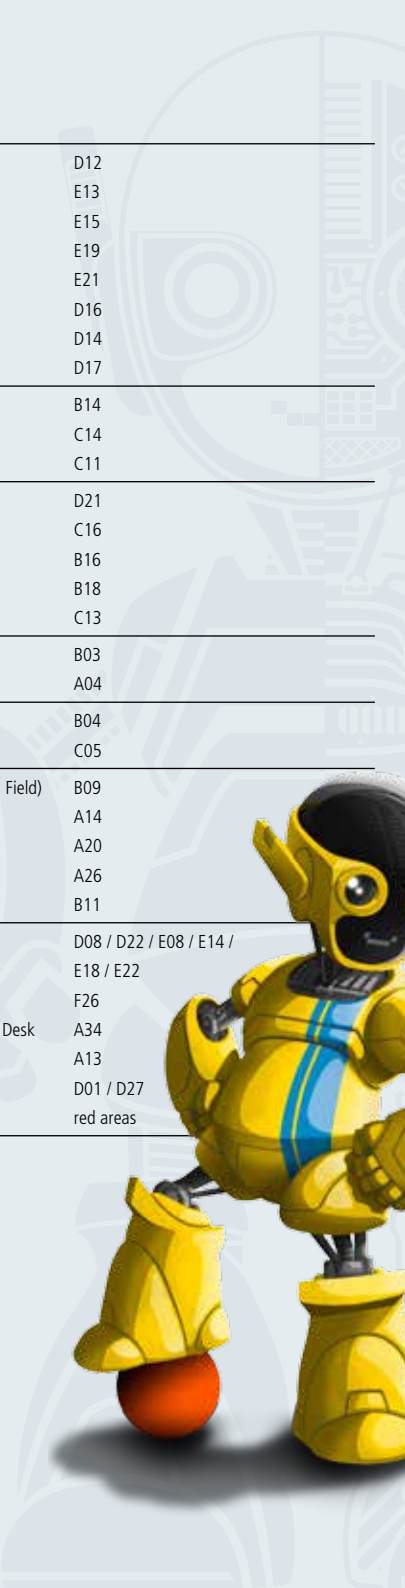 D12
E13
E15
E19
E21
D16
D14
D17
B14
C14
C11
D21
C16
B16
B18
C13
B03
A04
B04
C05
Field) B09
A14
A20
A26
B11
D08 / D22 / E08 / E14 /
E18 / E22
F26
Desk A34
A13
D01 / D27
red areas